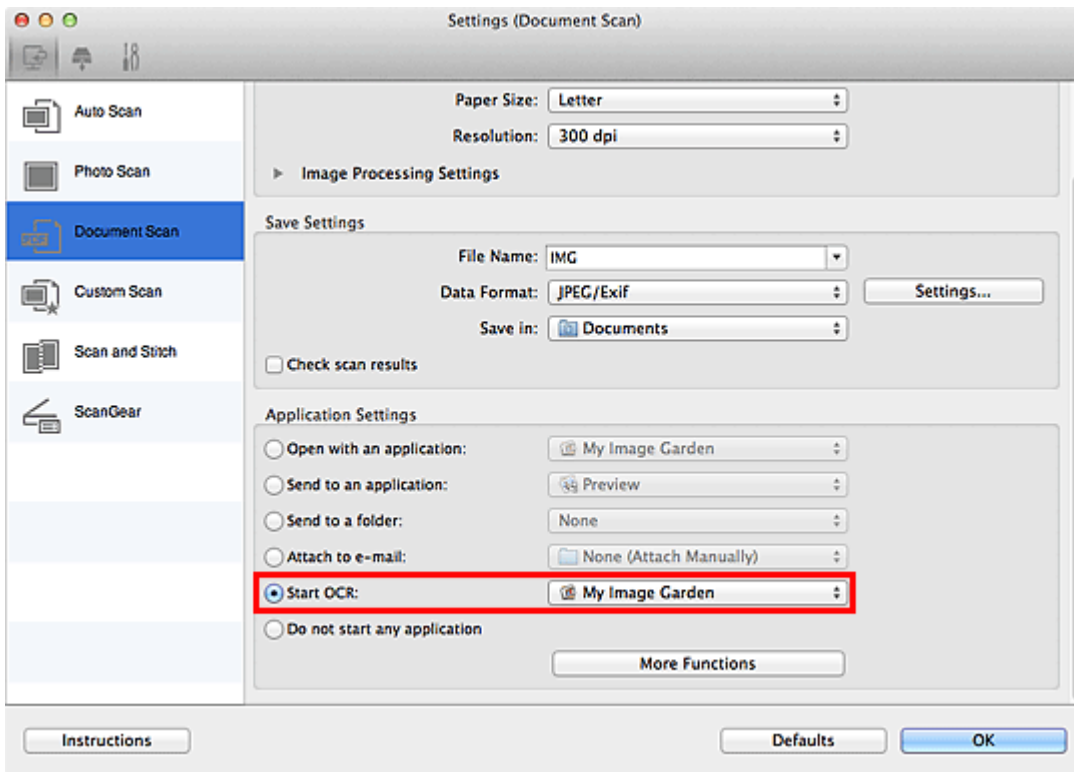 Settings (Document Scan)
Auto Scan
Photo Scan
Document Scan
Custom Scan
Scan and Stitch
ScanGear
Paper Size: Letter
Resolution: 300 dpi
Image Processing Settings
Save Settings
File Name: IMG
Data Format: JPEG/Exif Settings...
Save in: Documents
Check scan results
Application Settings
Open with an application: My Image Garden
Send to an application: Preview
Send to a folder: None
Attach to e-mail: None (Attach Manually)
Start OCR: My Image Garden
Do not start any application
More Functions
Instructions Defaults OK